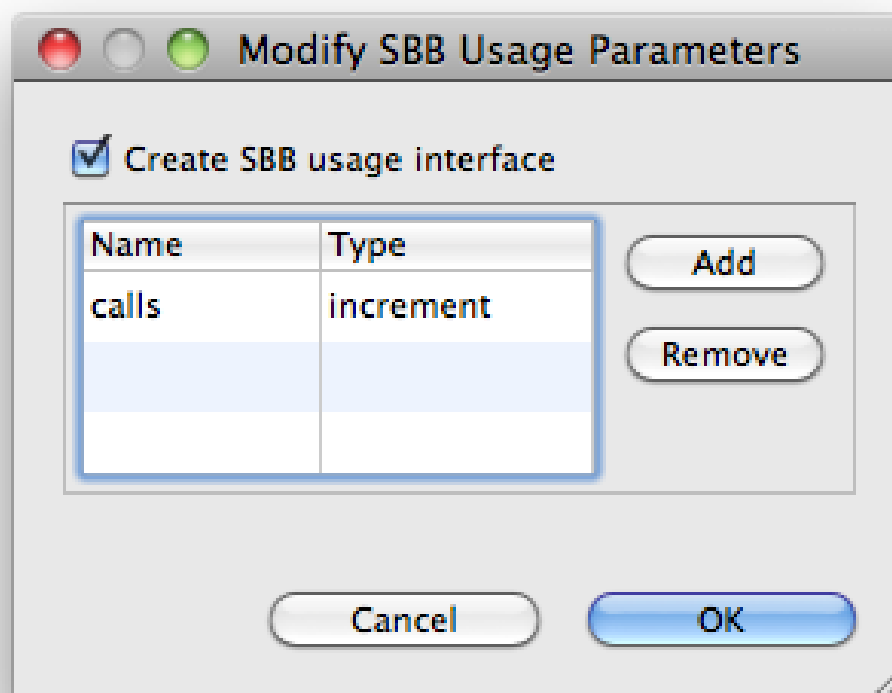 Modify SBB Usage Parameters
Create SBB usage interface
Name Type
calls increment
Add
Remove
Cancel OK